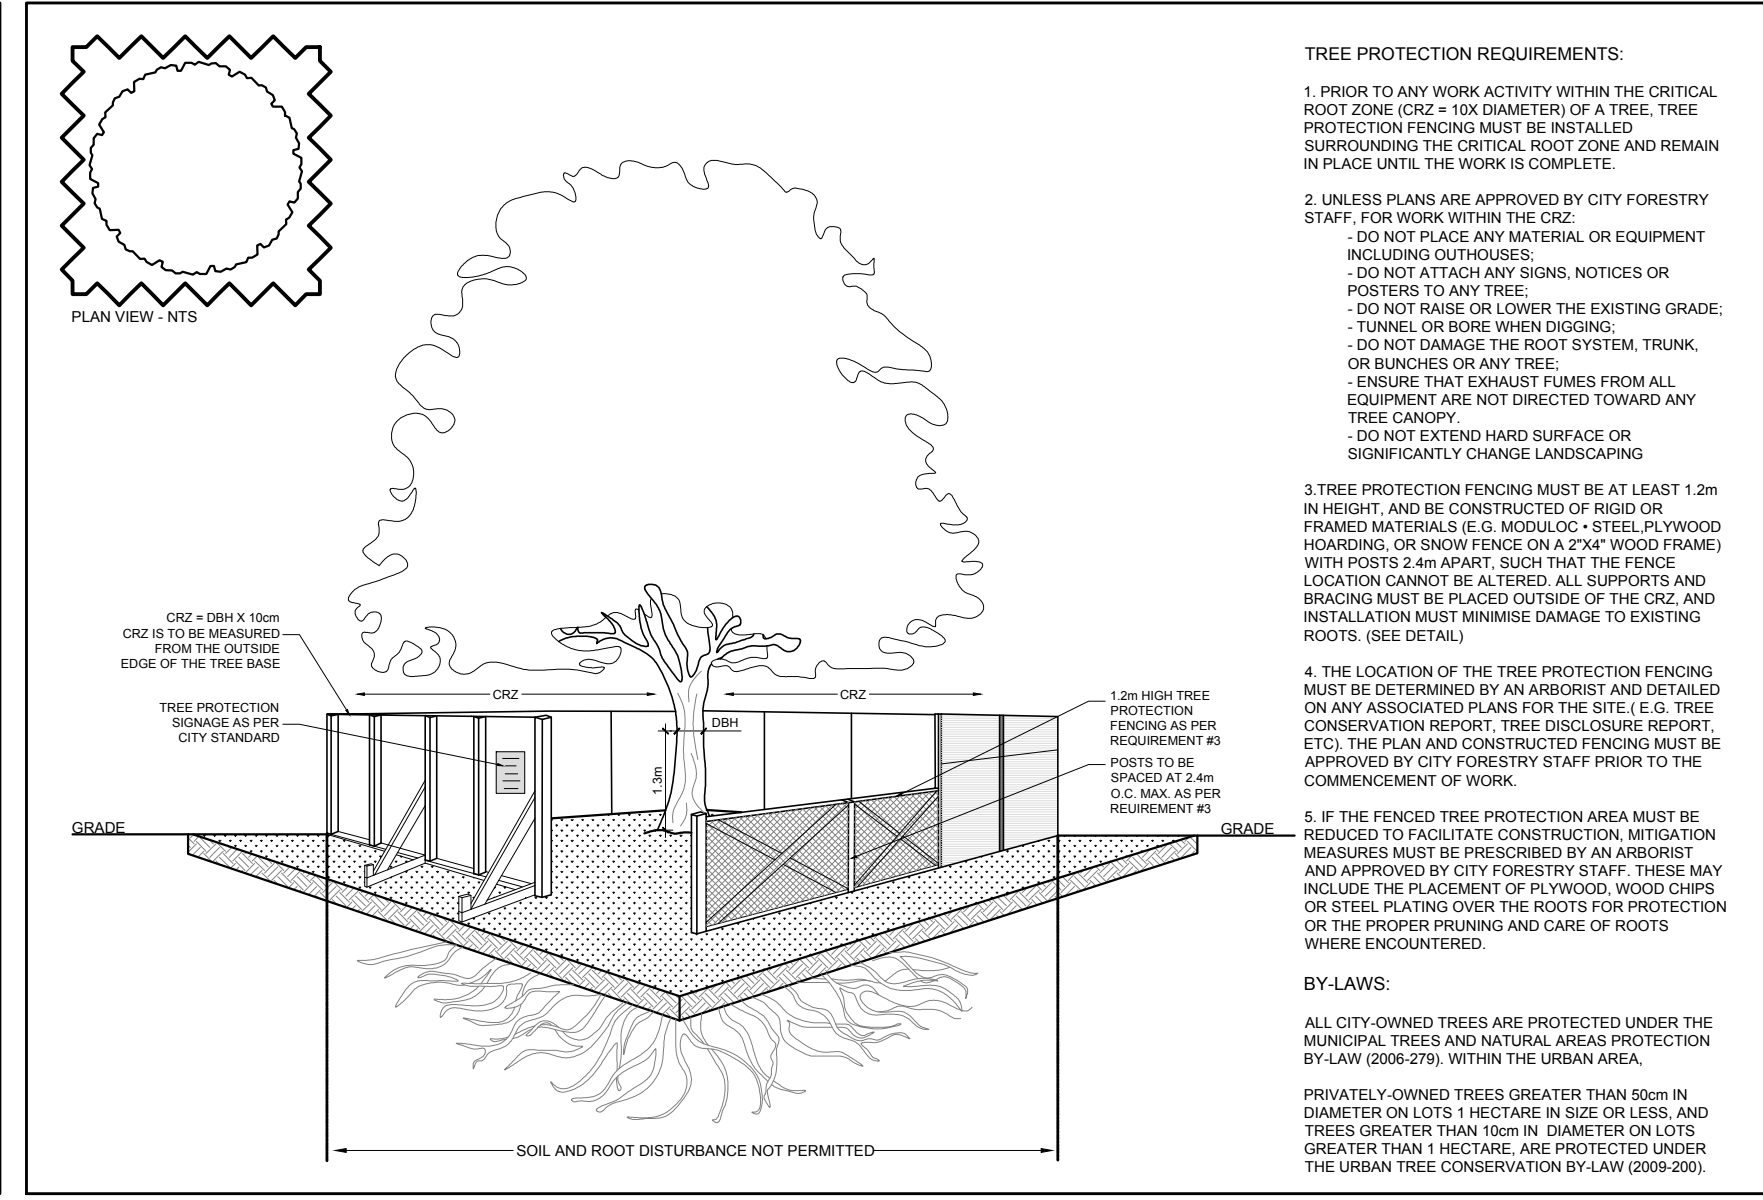 PLAN VIEW - NTS
CRZ = DBH X 10cm
CRZ IS TO BE MEASURED
FROM THE OUTSIDE
EDGE OF THE TREE BASE
TREE PROTECTION
SIGNAGE AS PER
CITY STANDARD
GRADE
CRZ
CRZ
DBH
1.3m
1.2m HIGH TREE
PROTECTION
FENCING AS PER
REQUIREMENT #3
POSTS TO BE
SPACED AT 2.4m
O.C. MAX. AS PER
REUIREMENT #3
GRADE
SOIL AND ROOT DISTURBANCE NOT PERMITTED
TREE PROTECTION REQUIREMENTS:
1. PRIOR TO ANY WORK ACTIVITY WITHIN THE CRITICAL
ROOT ZONE (CRZ = 10X DIAMETER) OF A TREE, TREE
PROTECTION FENCING MUST BE INSTALLED
SURROUNDING THE CRITICAL ROOT ZONE AND REMAIN
IN PLACE UNTIL THE WORK IS COMPLETE.
2. UNLESS PLANS ARE APPROVED BY CITY FORESTRY
STAFF, FOR WORK WITHIN THE CRZ:
- DO NOT PLACE ANY MATERIAL OR EQUIPMENT
INCLUDING OUTHOUSES;
- DO NOT ATTACH ANY SIGNS, NOTICES OR
POSTERS TO ANY TREE;
- DO NOT RAISE OR LOWER THE EXISTING GRADE;
- TUNNEL OR BORE WHEN DIGGING;
- DO NOT DAMAGE THE ROOT SYSTEM, TRUNK,
OR BUNCHES OR ANY TREE;
- ENSURE THAT EXHAUST FUMES FROM ALL
EQUIPMENT ARE NOT DIRECTED TOWARD ANY
TREE CANOPY.
- DO NOT EXTEND HARD SURFACE OR
SIGNIFICANTLY CHANGE LANDSCAPING
3.TREE PROTECTION FENCING MUST BE AT LEAST 1.2m
IN HEIGHT, AND BE CONSTRUCTED OF RIGID OR
FRAMED MATERIALS (E.G. MODULOC • STEEL,PLYWOOD
HOARDING, OR SNOW FENCE ON A 2"X4" WOOD FRAME)
WITH POSTS 2.4m APART, SUCH THAT THE FENCE
LOCATION CANNOT BE ALTERED. ALL SUPPORTS AND
BRACING MUST BE PLACED OUTSIDE OF THE CRZ, AND
INSTALLATION MUST MINIMISE DAMAGE TO EXISTING
ROOTS. (SEE DETAIL)
4. THE LOCATION OF THE TREE PROTECTION FENCING
MUST BE DETERMINED BY AN ARBORIST AND DETAILED
ON ANY ASSOCIATED PLANS FOR THE SITE.( E.G. TREE
CONSERVATION REPORT, TREE DISCLOSURE REPORT,
ETC). THE PLAN AND CONSTRUCTED FENCING MUST BE
APPROVED BY CITY FORESTRY STAFF PRIOR TO THE
COMMENCEMENT OF WORK.
5. IF THE FENCED TREE PROTECTION AREA MUST BE
REDUCED TO FACILITATE CONSTRUCTION, MITIGATION
MEASURES MUST BE PRESCRIBED BY AN ARBORIST
AND APPROVED BY CITY FORESTRY STAFF. THESE MAY
INCLUDE THE PLACEMENT OF PLYWOOD, WOOD CHIPS
OR STEEL PLATING OVER THE ROOTS FOR PROTECTION
OR THE PROPER PRUNING AND CARE OF ROOTS
WHERE ENCOUNTERED.
BY-LAWS:
ALL CITY-OWNED TREES ARE PROTECTED UNDER THE
MUNICIPAL TREES AND NATURAL AREAS PROTECTION
BY-LAW (2006-279). WITHIN THE URBAN AREA,
PRIVATELY-OWNED TREES GREATER THAN 50cm IN
DIAMETER ON LOTS 1 HECTARE IN SIZE OR LESS, AND
TREES GREATER THAN 10cm IN DIAMETER ON LOTS
GREATER THAN 1 HECTARE, ARE PROTECTED UNDER
THE URBAN TREE CONSERVATION BY-LAW (2009-200).